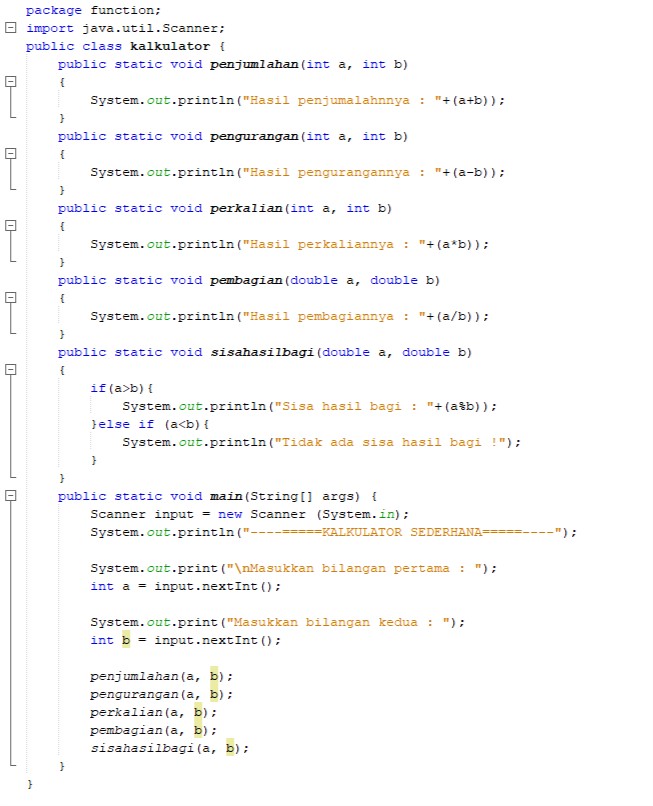 package function;
import java.util.Scanner;
public class kalkulator {
    public static void penjumlahan(int a, int b)
    {
        System.out.println("Hasil penjumalahnnya : "+(a+b));
    }
    public static void pengurangan(int a, int b)
    {
        System.out.println("Hasil pengurangannya : "+(a-b));
    }
    public static void perkalian(int a, int b)
    {
        System.out.println("Hasil perkaliannya : "+(a*b));
    }
    public static void pembagian(double a, double b)
    {
        System.out.println("Hasil pembagiannya : "+(a/b));
    }
    public static void sisahasilbagi(double a, double b)
    {
        if(a>b){
            System.out.println("Sisa hasil bagi : "+(a%b));
        }else if (a<b){
            System.out.println("Tidak ada sisa hasil bagi !");
        }
    }
    public static void main(String[] args) {
        Scanner input = new Scanner (System.in);
        System.out.println("----=====KALKULATOR SEDERHANA=====----");

        System.out.print("\nMasukkan bilangan pertama : ");
        int a = input.nextInt();

        System.out.print("Masukkan bilangan kedua : ");
        int b = input.nextInt();

        penjumlahan(a, b);
        pengurangan(a, b);
        perkalian(a, b);
        pembagian(a, b);
        sisahasilbagi(a, b);
    }
}